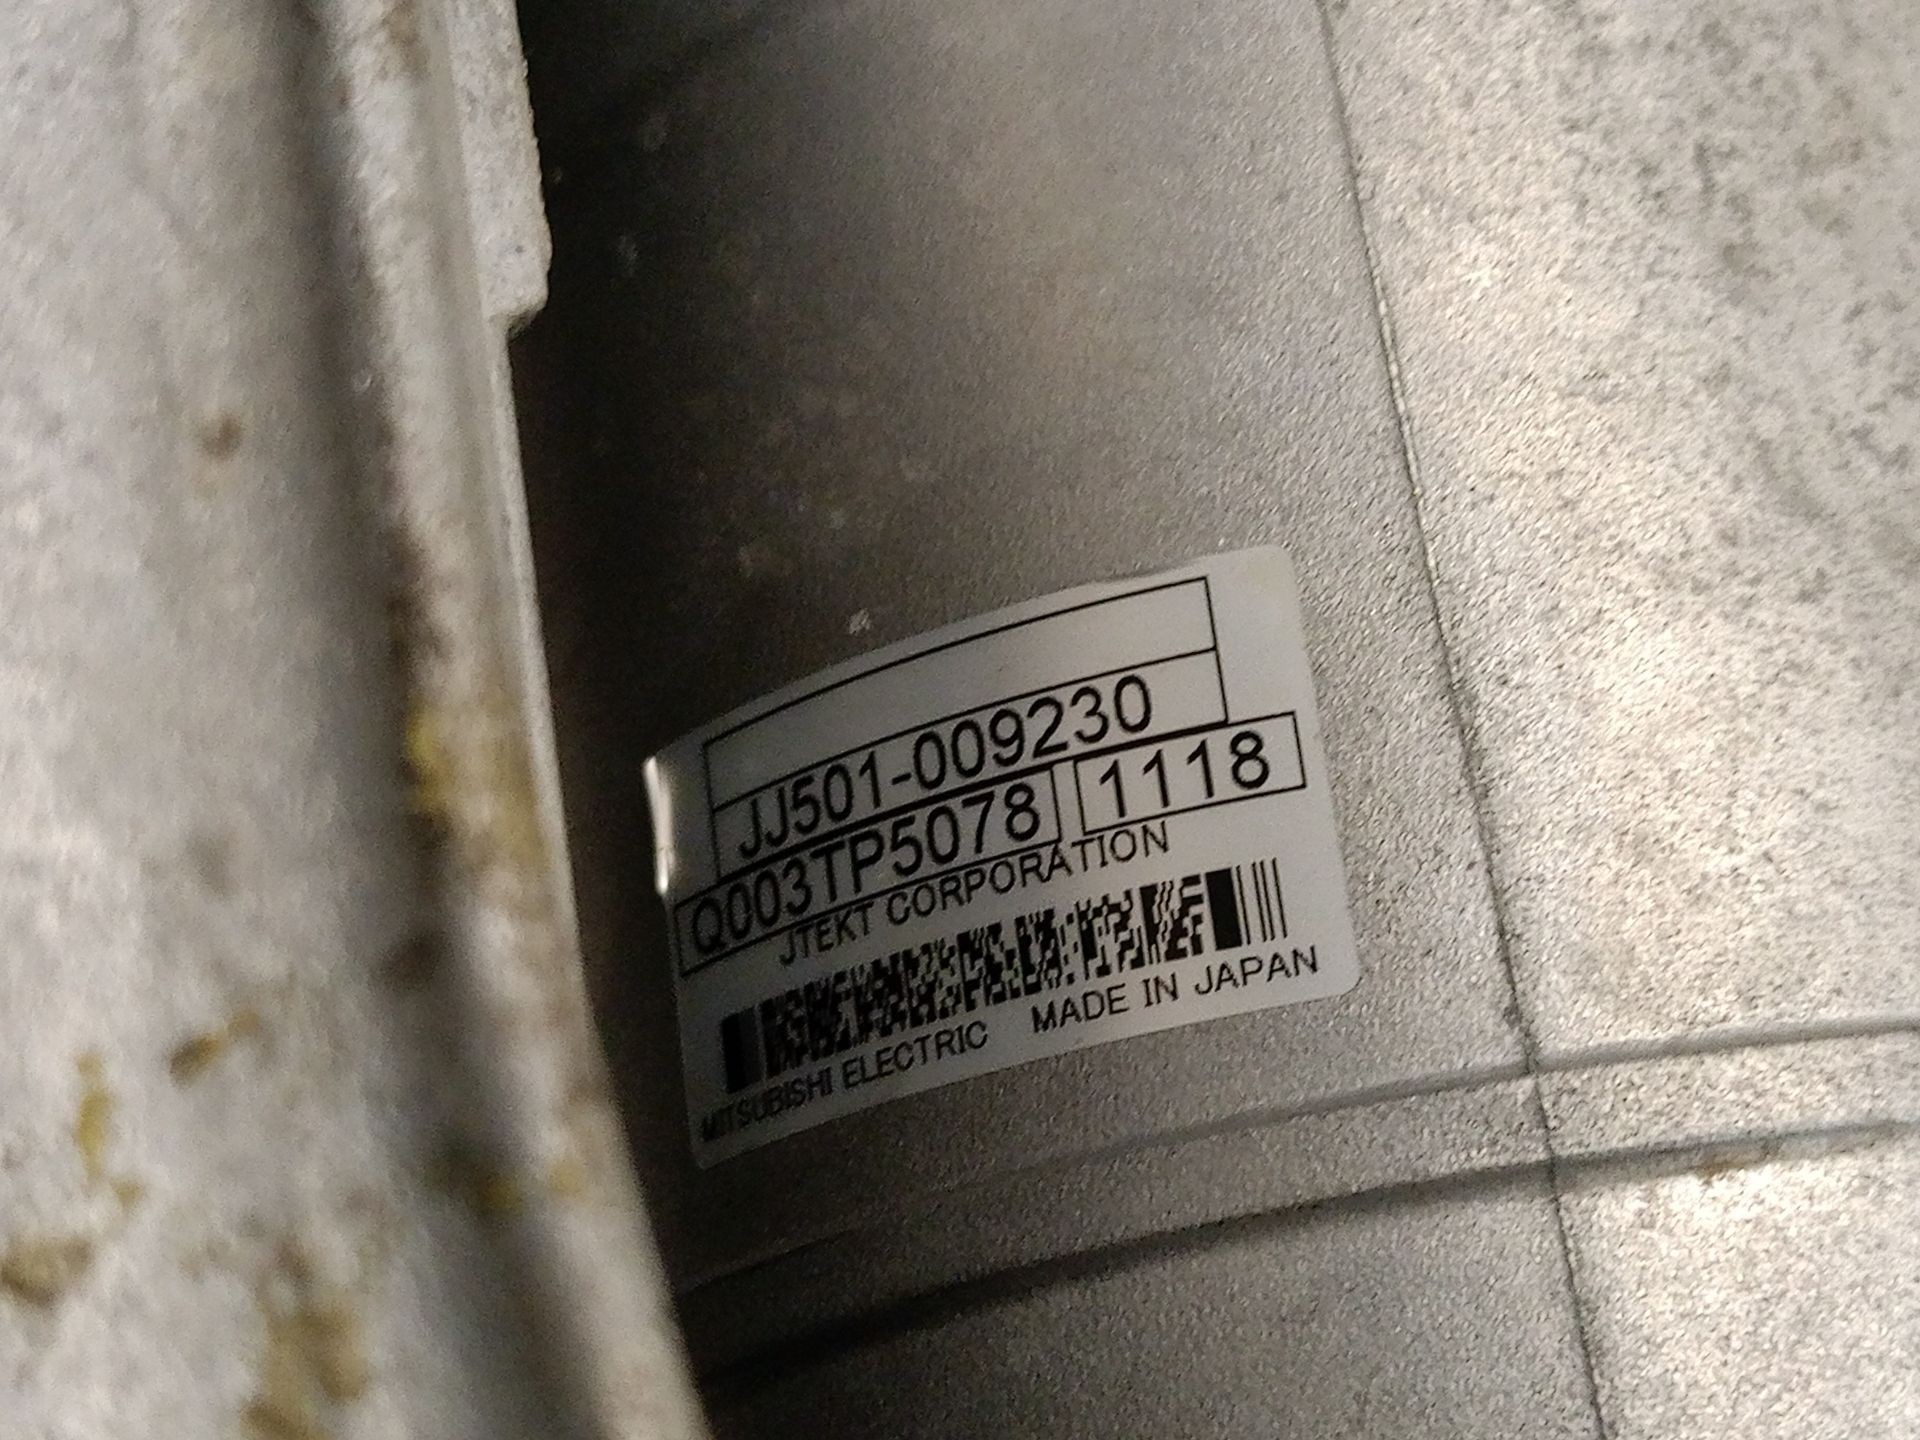 JJ501-009230
Q003TP5078 1118
JTEKT CORPORATION
MITSUBISHI ELECTRIC MADE IN JAPAN